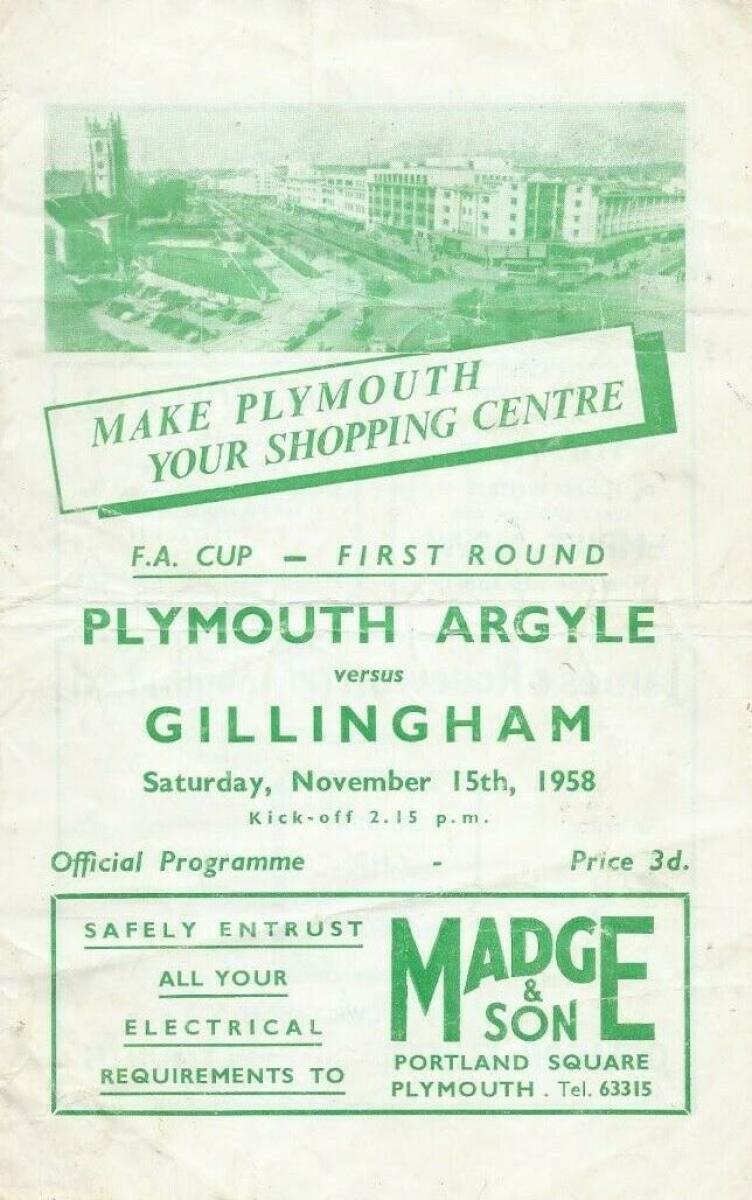 MAKE PLYMOUTH
YOUR SHOPPING CENTRE
F.A. CUP — FIRST ROUND
PLYMOUTH ARGYLE
versus
GILLINGHAM
Saturday, November 15th, 1958
Kick-off 2.15 p.m.
Official Programme - Price 3d.
SAFELY ENTRUST
ALL YOUR
ELECTRICAL
REQUIREMENTS TO
MADGE
&
SON
PORTLAND SQUARE
PLYMOUTH . Tel. 63315